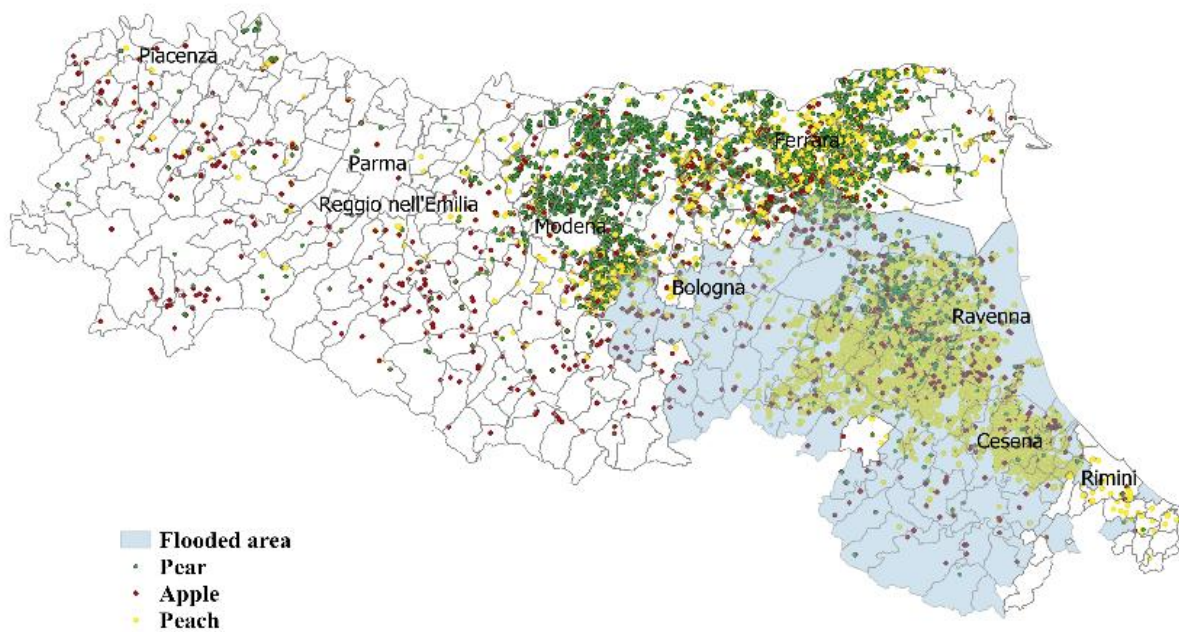 Piacenza
Parma
Ferrara
Reggio nell'Emilia
Modena
Bologna
Ravenna
Cesena
Rimini
Flooded area
Pear
Apple
Peach